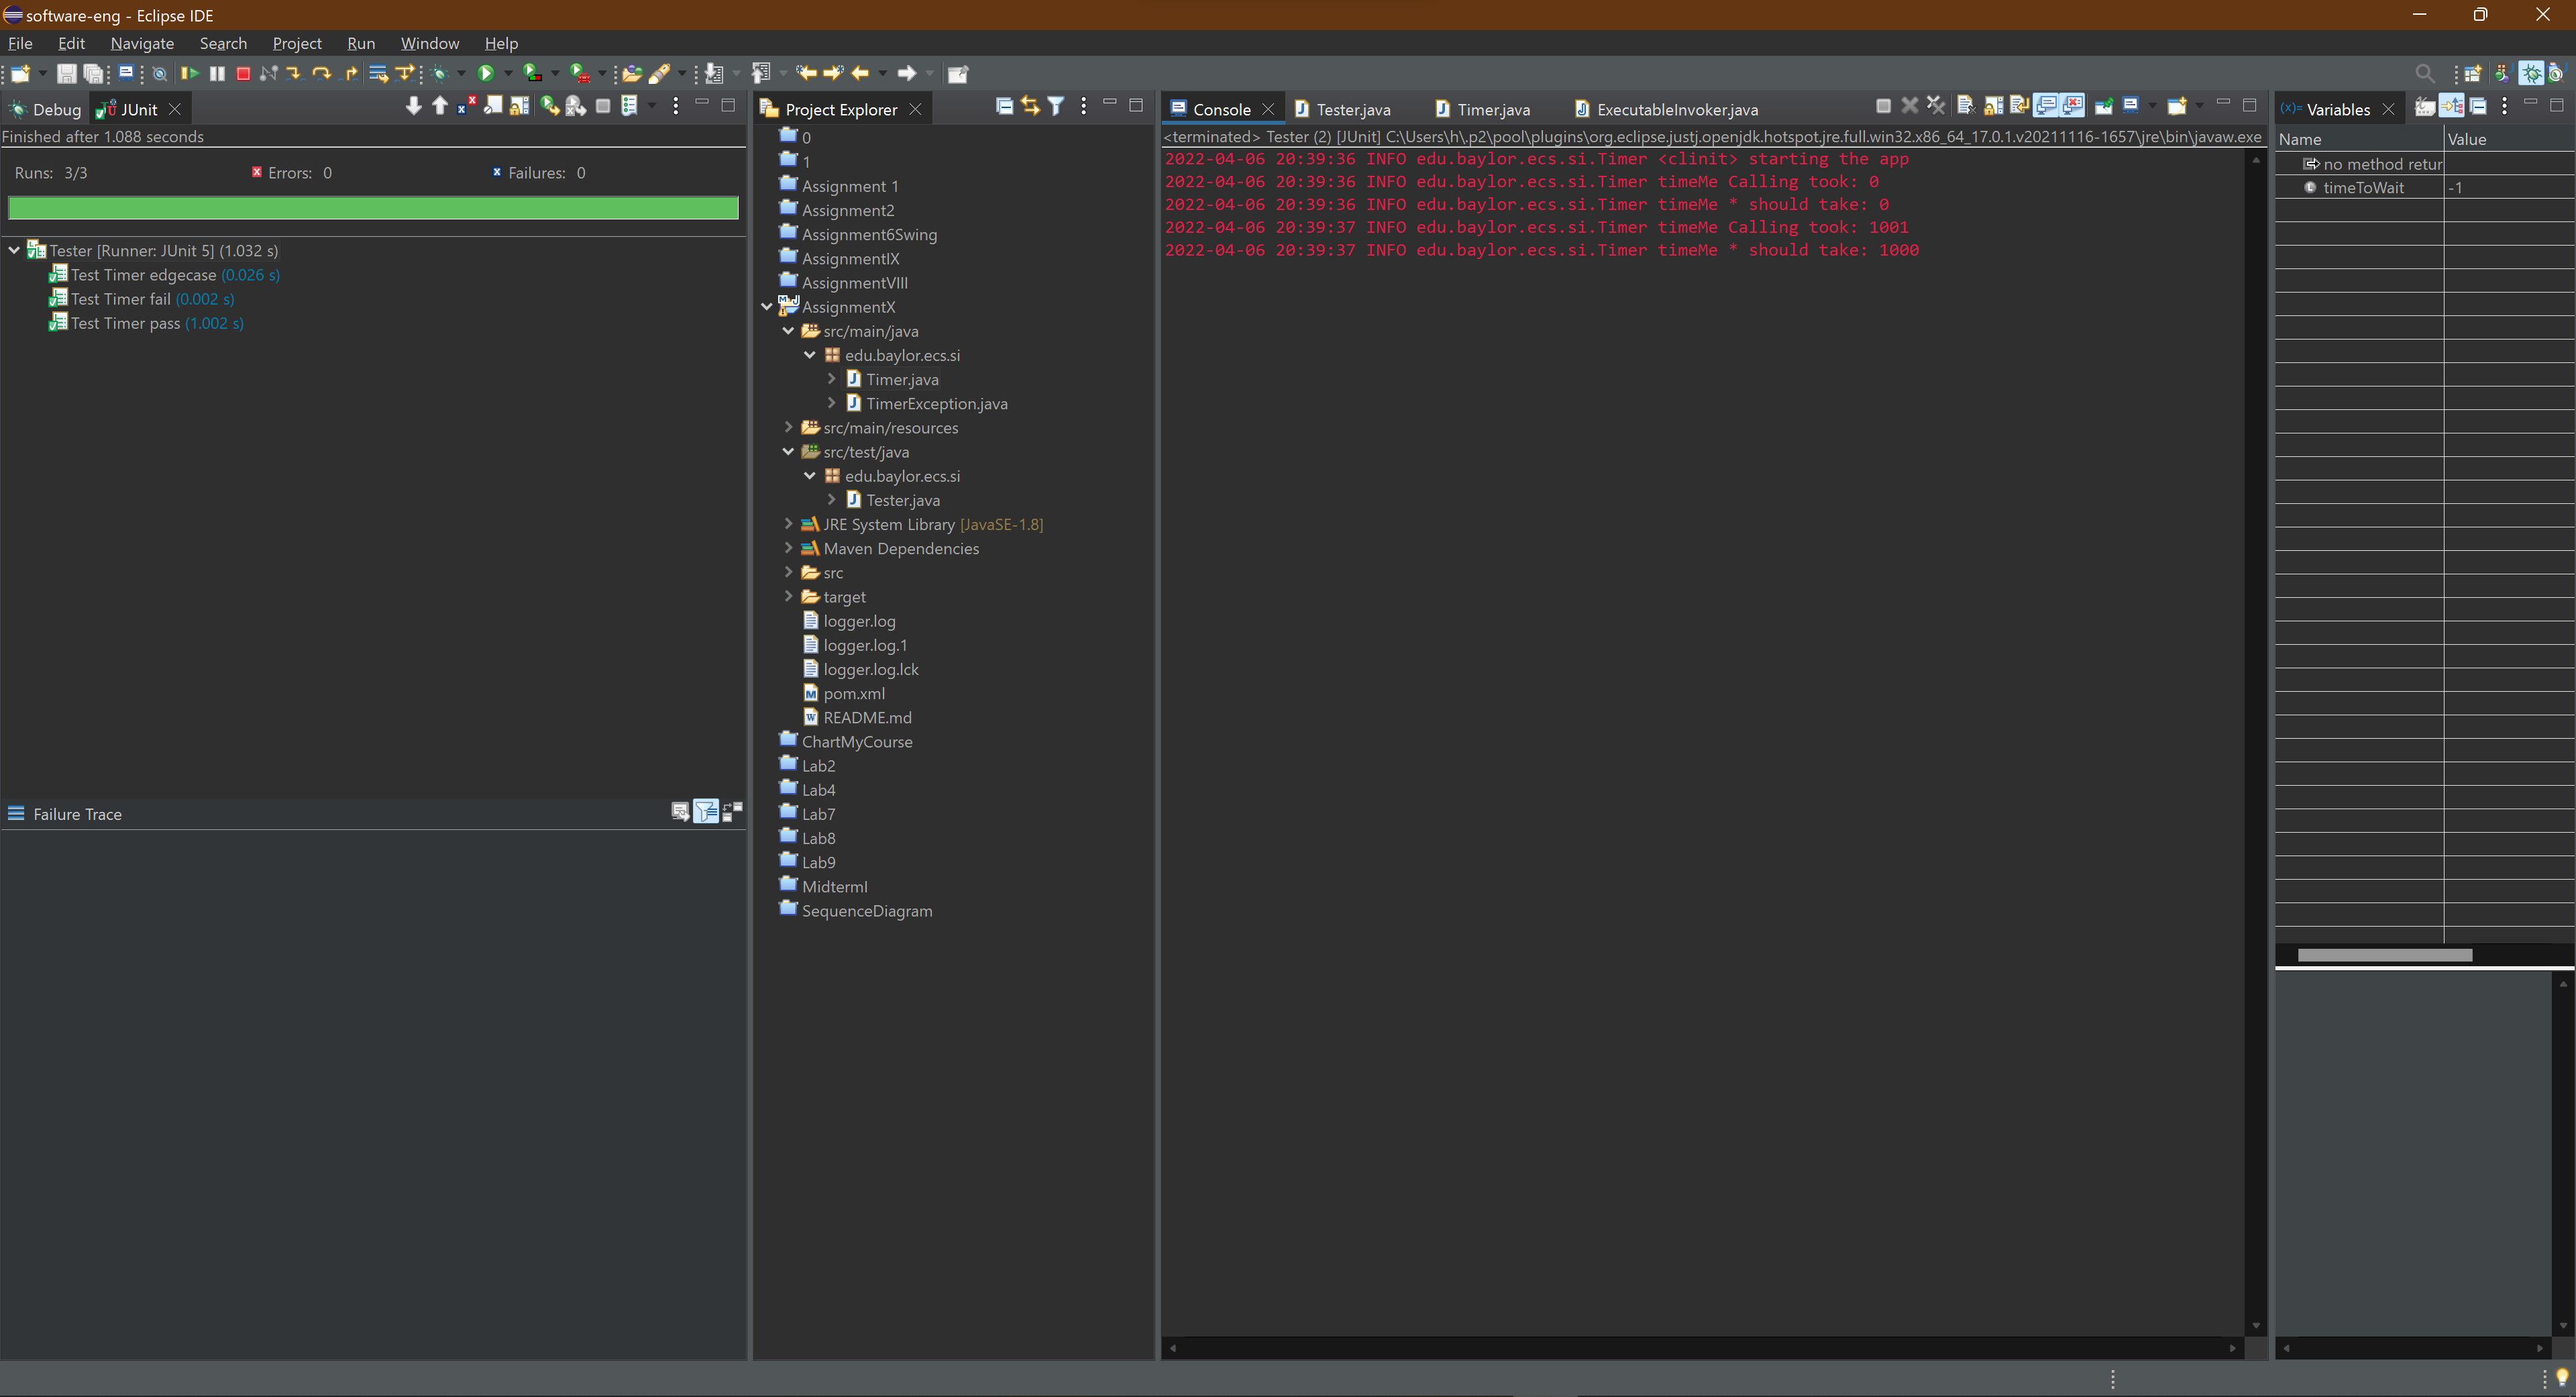 software-eng - Eclipse IDE
File Edit Navigate Search Project Run Window Help
Debug JUnit
Finished after 1.088 seconds
Runs: 3/3 Errors: 0 Failures: 0
Tester [Runner: JUnit 5] (1.032 s)
Test Timer edgecase (0.026 s)
Test Timer fail (0.002 s)
Test Timer pass (1.002 s)
Failure Trace
Project Explorer
0
1
Assignment 1
Assignment2
Assignment6Swing
AssignmentIX
AssignmentVIII
AssignmentX
src/main/java
edu.baylor.ecs.si
Timer.java
TimerException.java
src/main/resources
src/test/java
edu.baylor.ecs.si
Tester.java
JRE System Library [JavaSE-1.8]
Maven Dependencies
src
target
logger.log
logger.log.1
logger.log.lck
pom.xml
README.md
ChartMyCourse
Lab2
Lab4
Lab7
Lab8
Lab9
MidtermI
SequenceDiagram
Console Tester.java Timer.java ExecutableInvoker.java
<terminated> Tester (2) [JUnit] C:\Users\h\.p2\pool\plugins\org.eclipse.justj.openjdk.hotspot.jre.full.win32.x86_64_17.0.1.v20211116-1657\jre\bin\javaw.exe
2022-04-06 20:39:36 INFO edu.baylor.ecs.si.Timer <clinit> starting the app
2022-04-06 20:39:36 INFO edu.baylor.ecs.si.Timer timeMe Calling took: 0
2022-04-06 20:39:36 INFO edu.baylor.ecs.si.Timer timeMe * should take: 0
2022-04-06 20:39:37 INFO edu.baylor.ecs.si.Timer timeMe Calling took: 1001
2022-04-06 20:39:37 INFO edu.baylor.ecs.si.Timer timeMe * should take: 1000
(x)= Variables
Name Value
no method retur
timeToWait -1